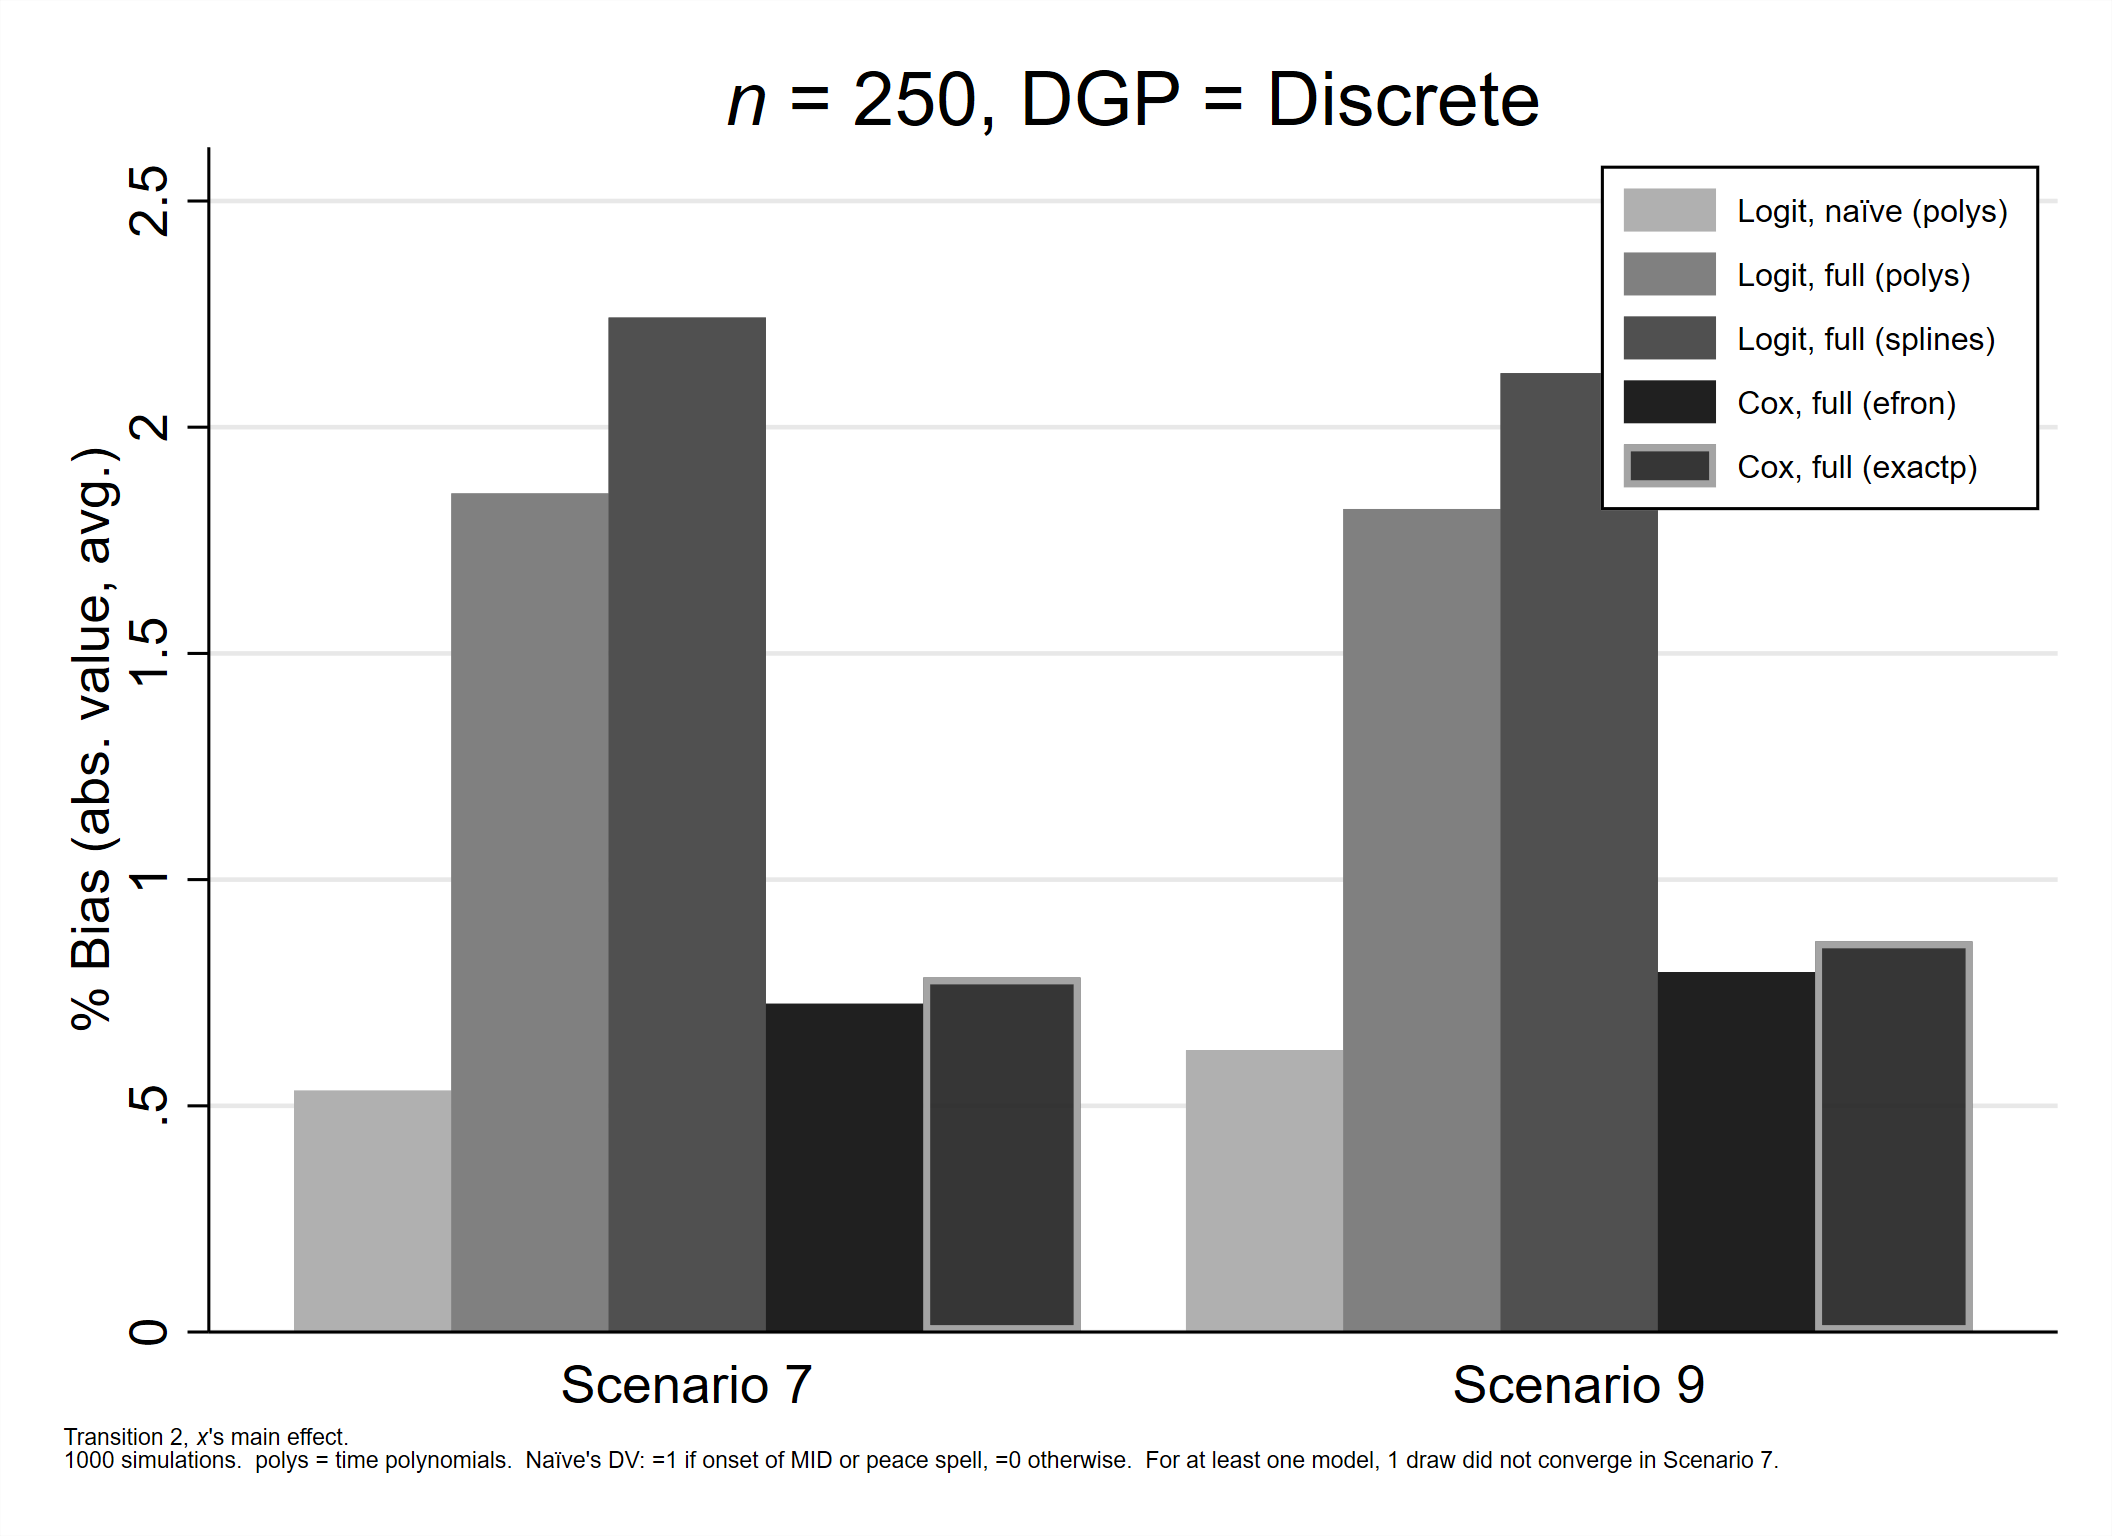 n = 250, DGP = Discrete
% Bias (abs. value, avg.)
2.5
2
1.5
1
.5
0
Logit, naïve (polys)
Logit, full (polys)
Logit, full (splines)
Cox, full (efron)
Cox, full (exactp)
Scenario 7
Scenario 9
Transition 2, x's main effect.
1000 simulations.  polys = time polynomials.  Naïve's DV: =1 if onset of MID or peace spell, =0 otherwise.  For at least one model, 1 draw did not converge in Scenario 7.